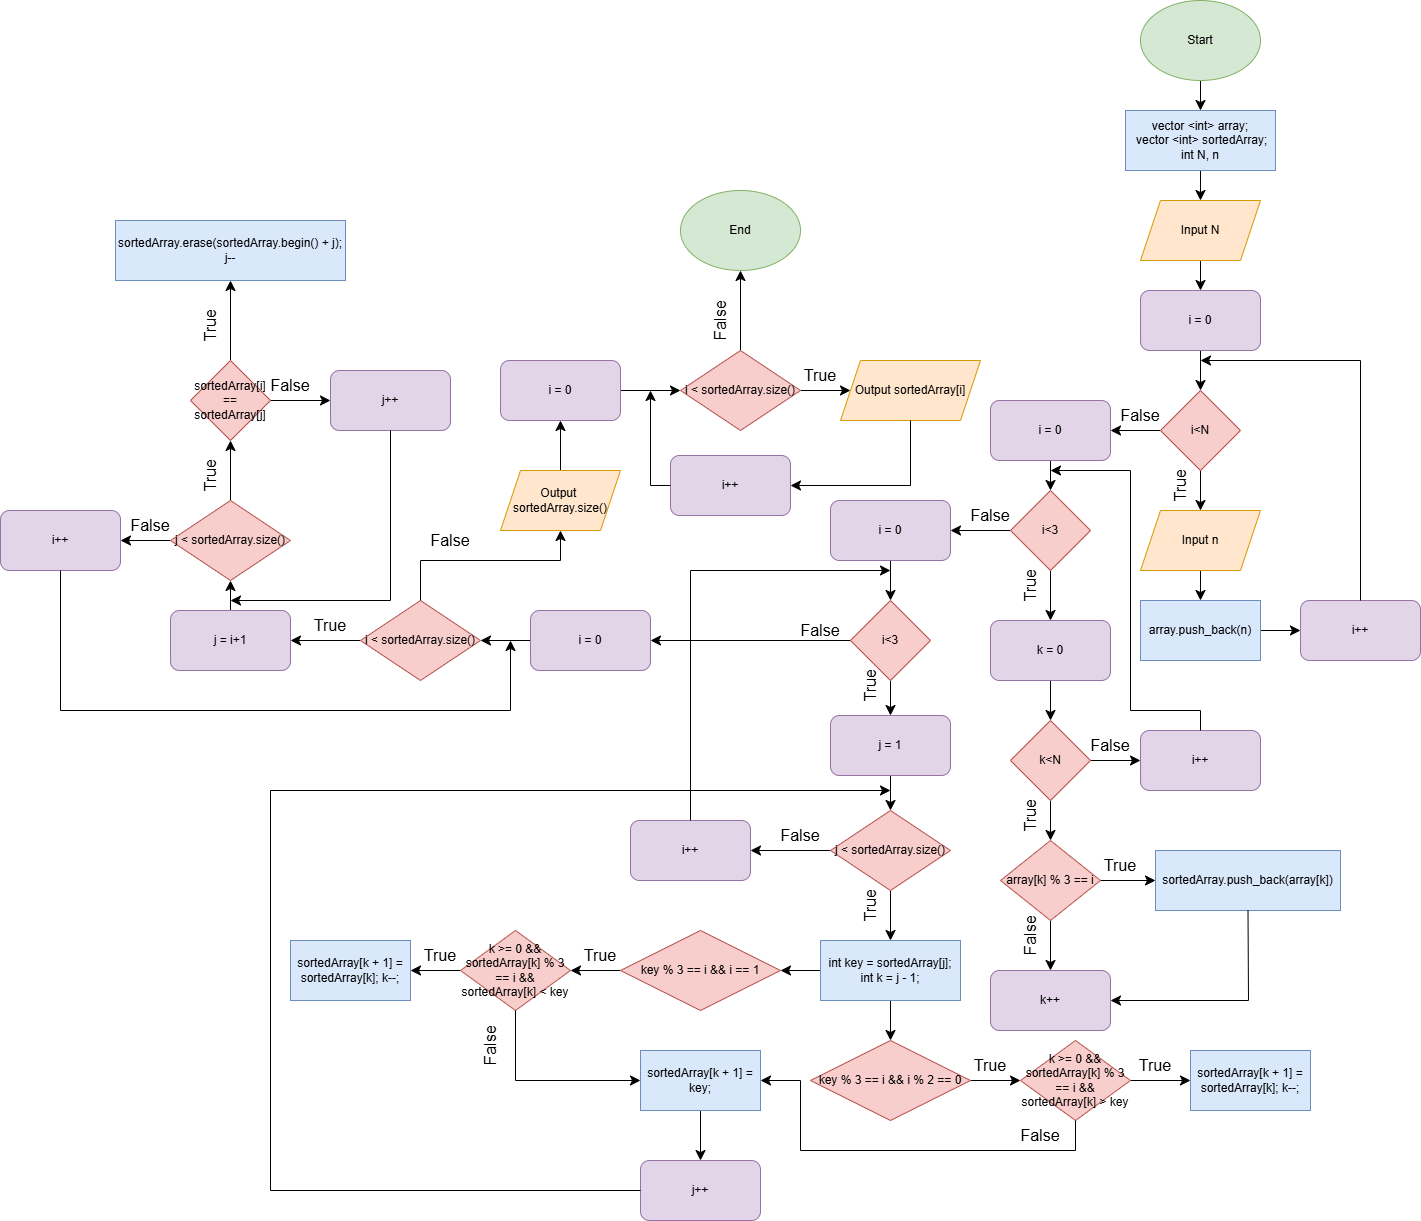 Start
vector <int> array;
vector <int> sortedArray;
int N, n
Input N
i = 0
i<N
False
True
Input n
array.push_back(n)
i++
i = 0
i<3
False
True
k = 0
k<N
False
i++
True
array[k] % 3 == i
True
sortedArray.push_back(array[k])
False
k++
i = 0
i<3
False
True
j = 1
j < sortedArray.size()
False
i++
True
int key = sortedArray[j];
int k = j - 1;
key % 3 == i && i == 1
True
k >= 0 &&
sortedArray[k] % 3
== i &&
sortedArray[k] < key
True
sortedArray[k + 1] =
sortedArray[k]; k--;
False
key % 3 == i && i % 2 == 0
True
k >= 0 &&
sortedArray[k] % 3
== i &&
sortedArray[k] > key
True
sortedArray[k + 1] =
sortedArray[k]; k--;
False
sortedArray[k + 1] =
key;
j++
i = 0
i < sortedArray.size()
True
j = i+1
j < sortedArray.size()
False
i++
True
sortedArray[j]
==
sortedArray[j]
False
j++
True
sortedArray.erase(sortedArray.begin() + j);
j--
False
Output
sortedArray.size()
i = 0
i < sortedArray.size()
True
Output sortedArray[i]
i++
False
End